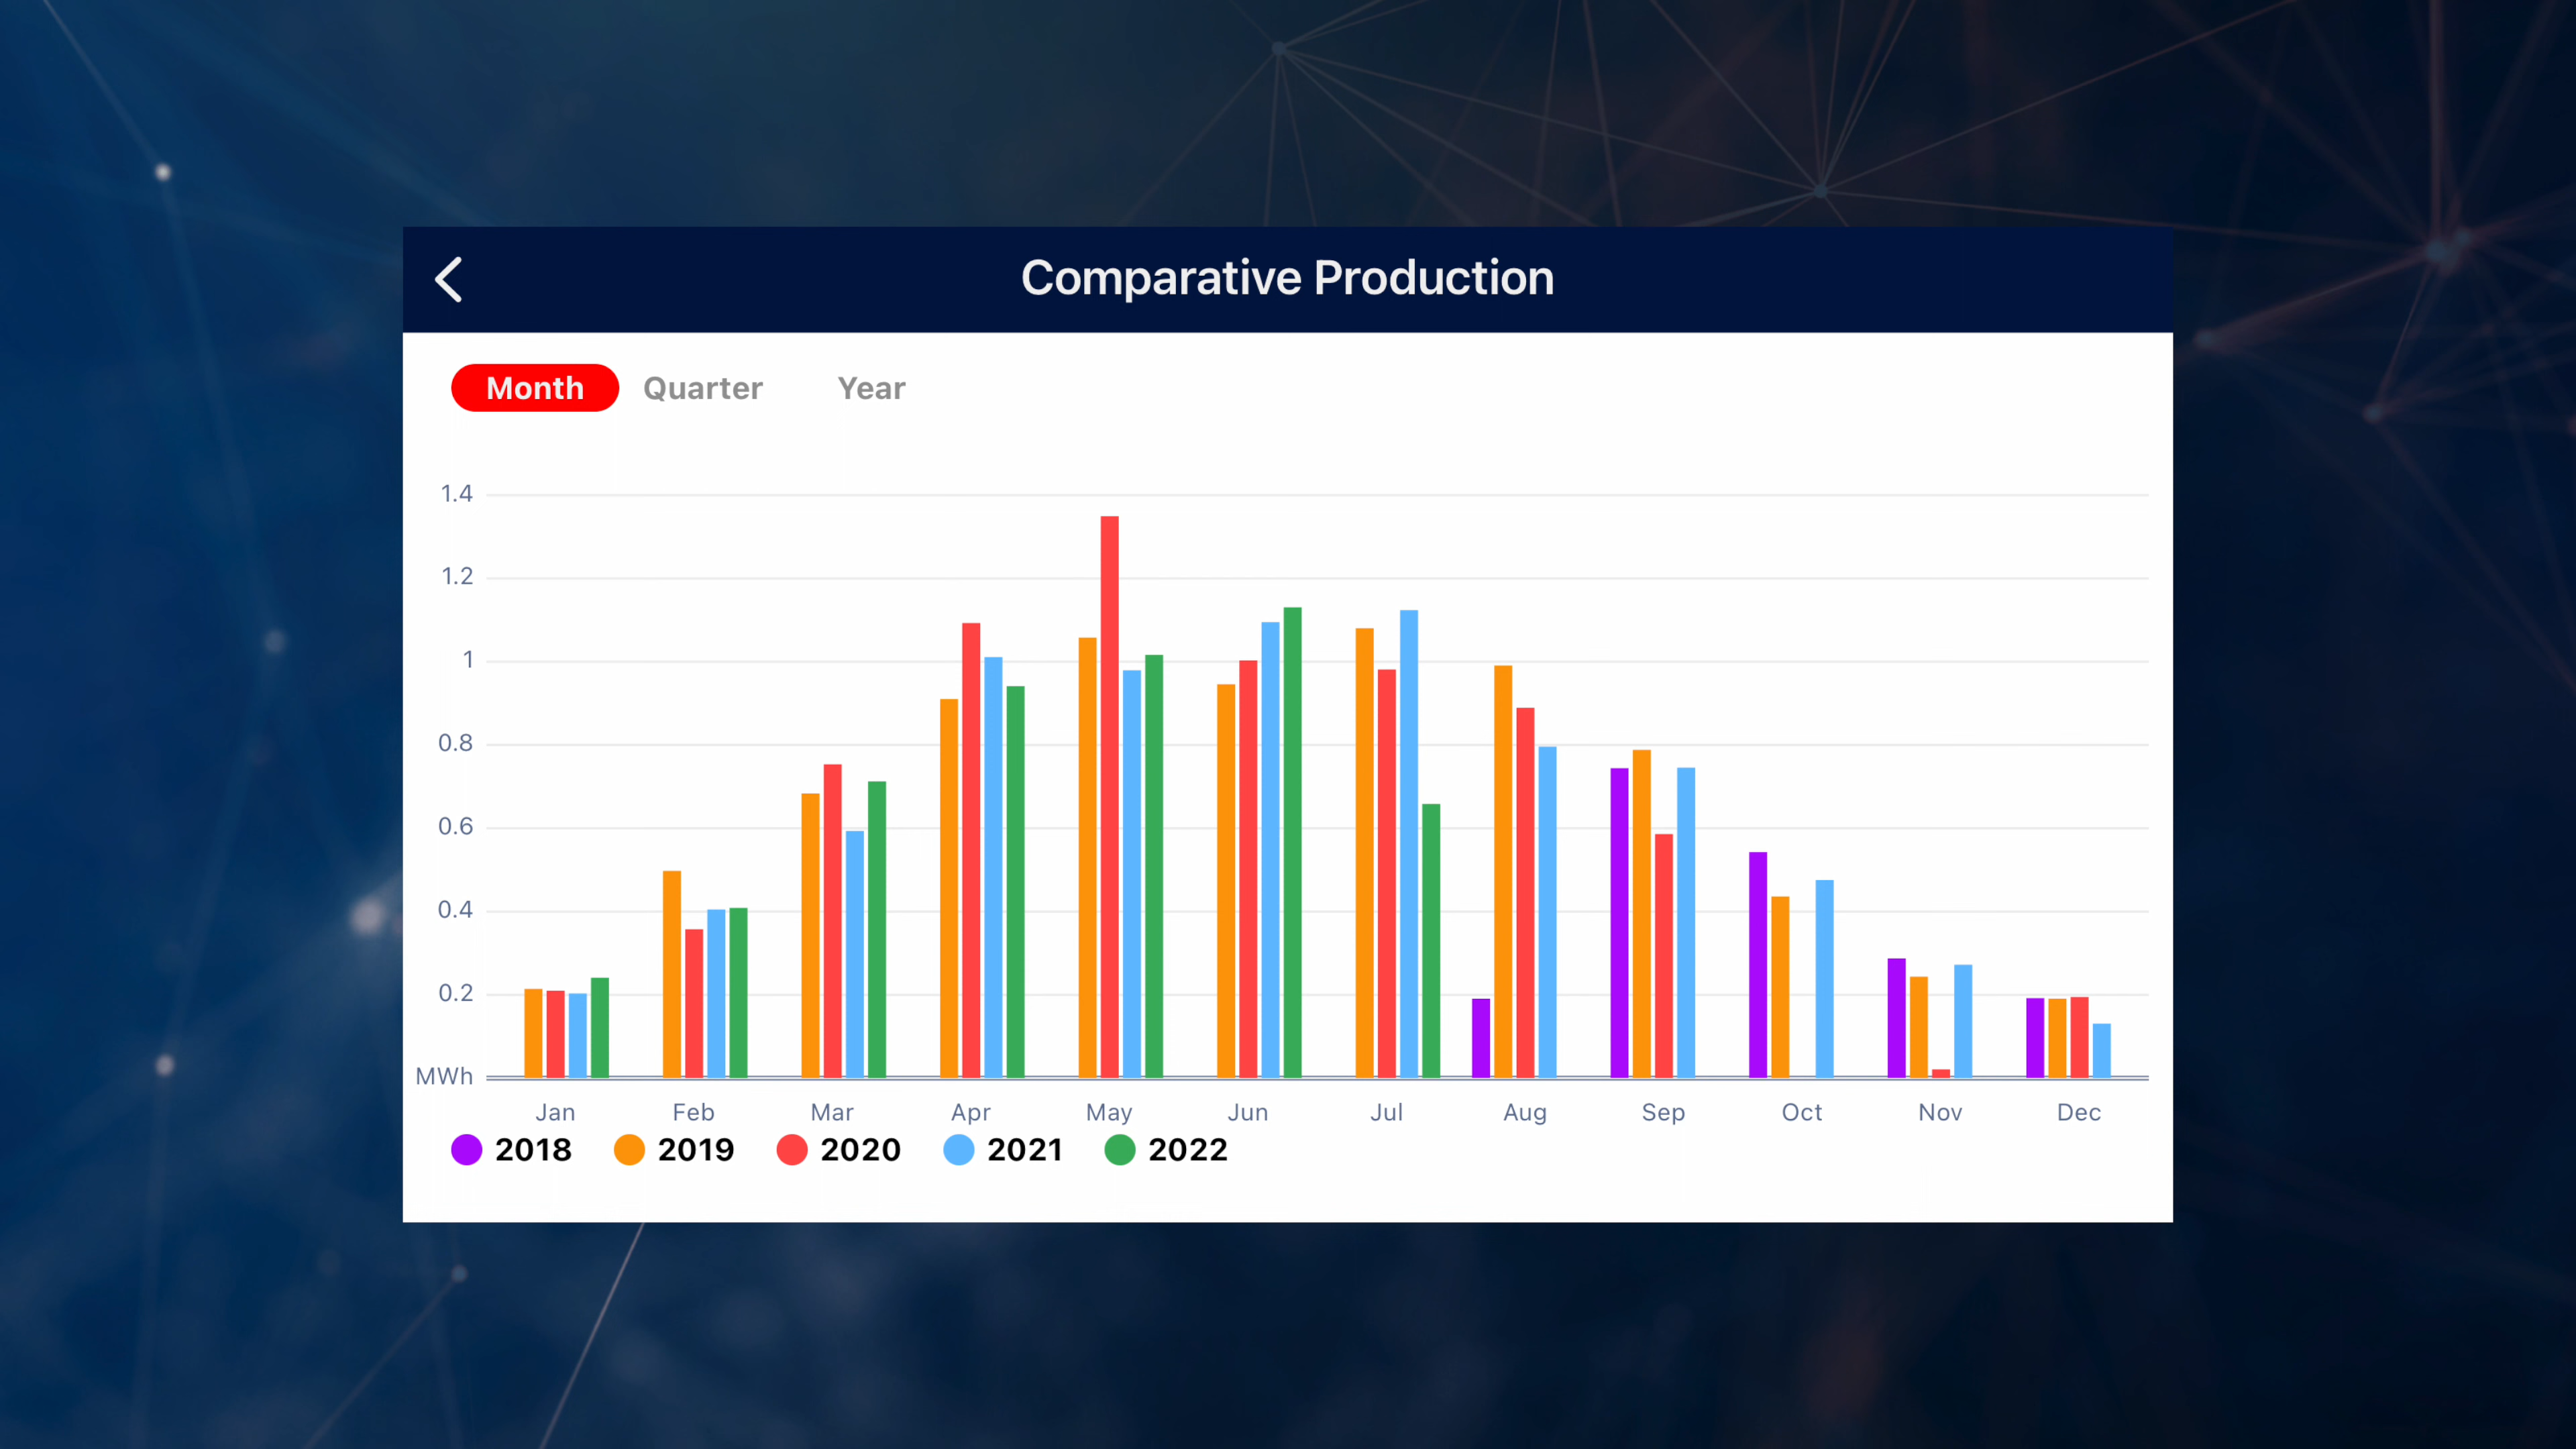 Comparative Production
Month Quarter Year
1.4
1.2
1
0.8
0.6
0.4
0.2
MWh
Jan Feb Mar Apr May Jun Jul Aug Sep Oct Nov Dec
2018 2019 2020 2021 2022